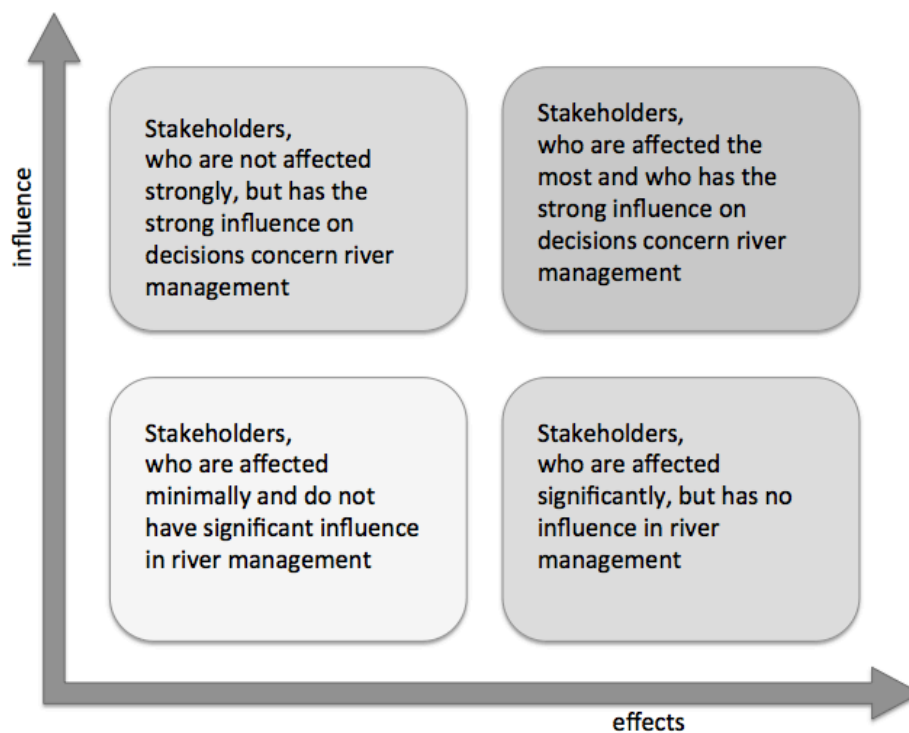 influence
Stakeholders,
who are not affected
strongly, but has the
strong influence on
decisions concern river
management
Stakeholders,
who are affected the
most and who has the
strong influence on
decisions concern river
management
Stakeholders,
who are affected
minimally and do not
have significant influence
in river management
Stakeholders,
who are affected
significantly, but has no
influence in river
management
effects